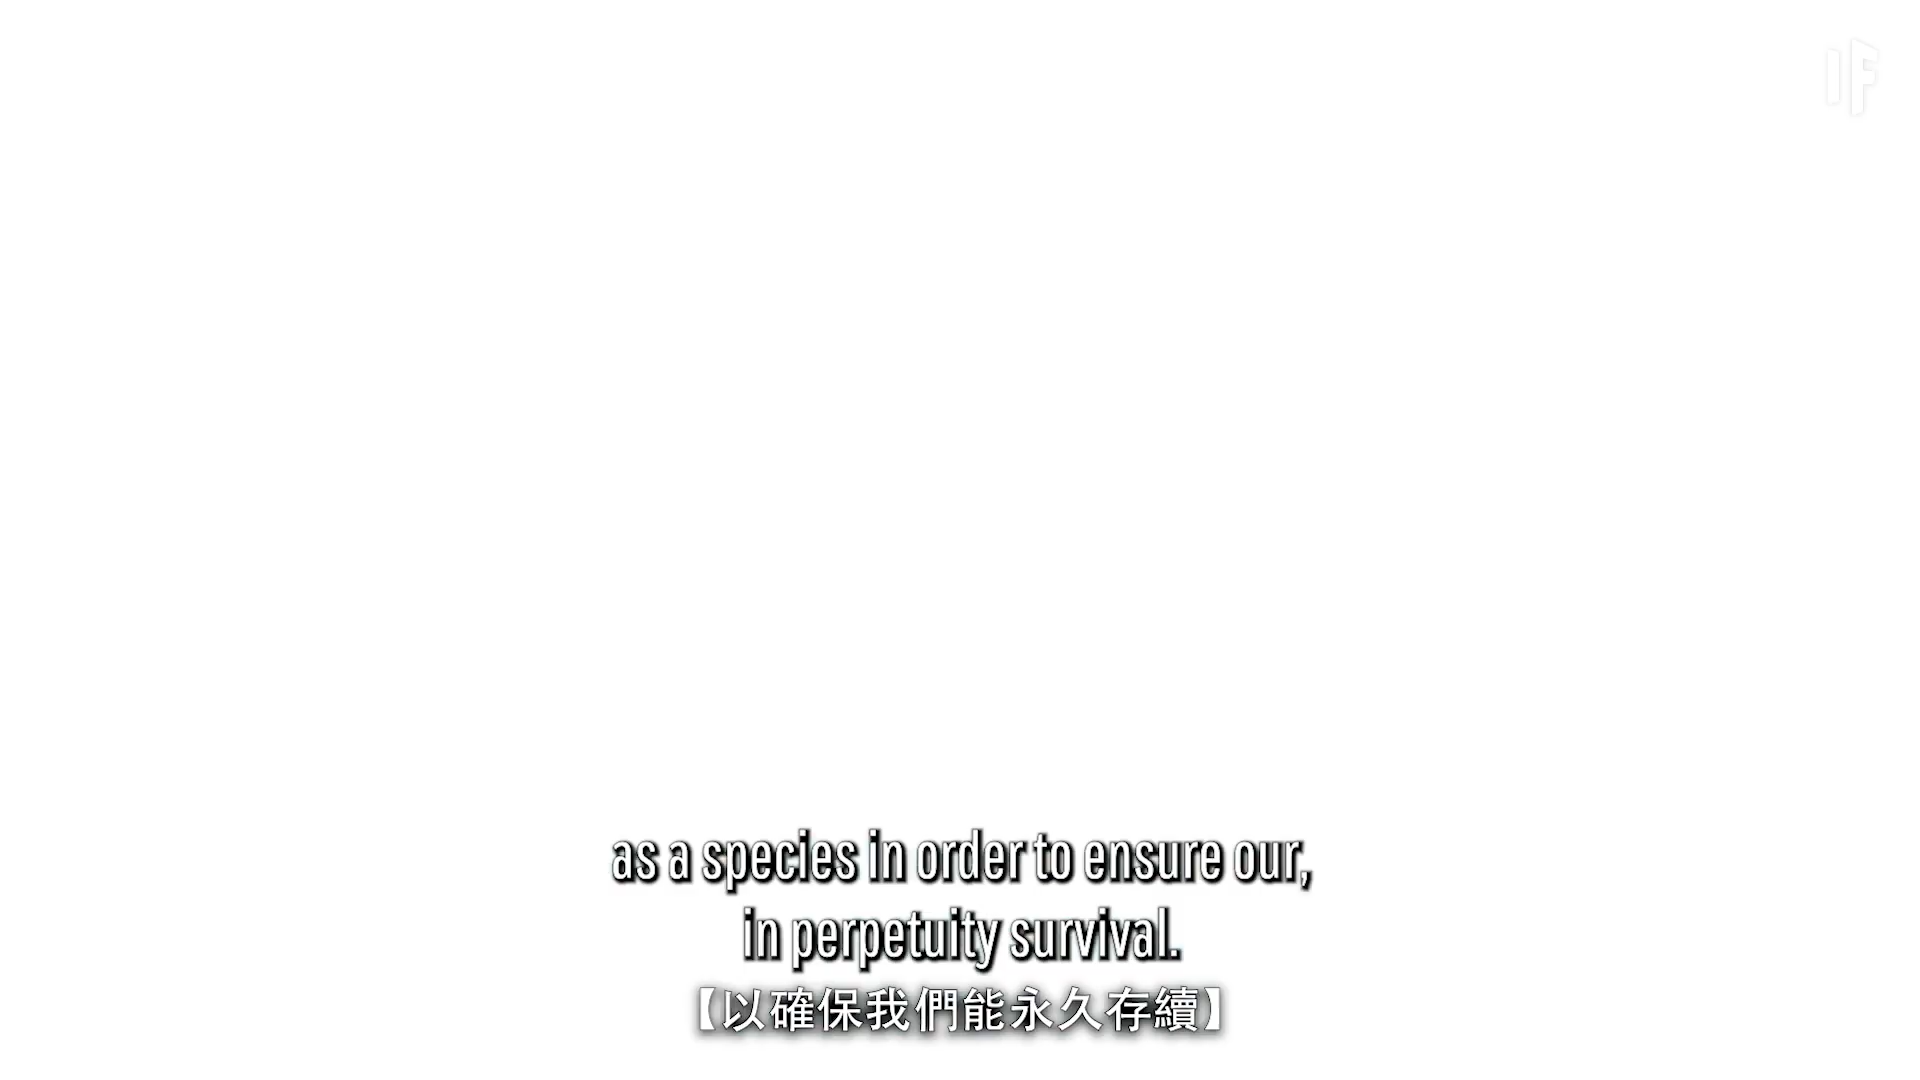 IF
as a species in order to ensure our,
in perpetuity survival.
【以確保我們能永久存續】